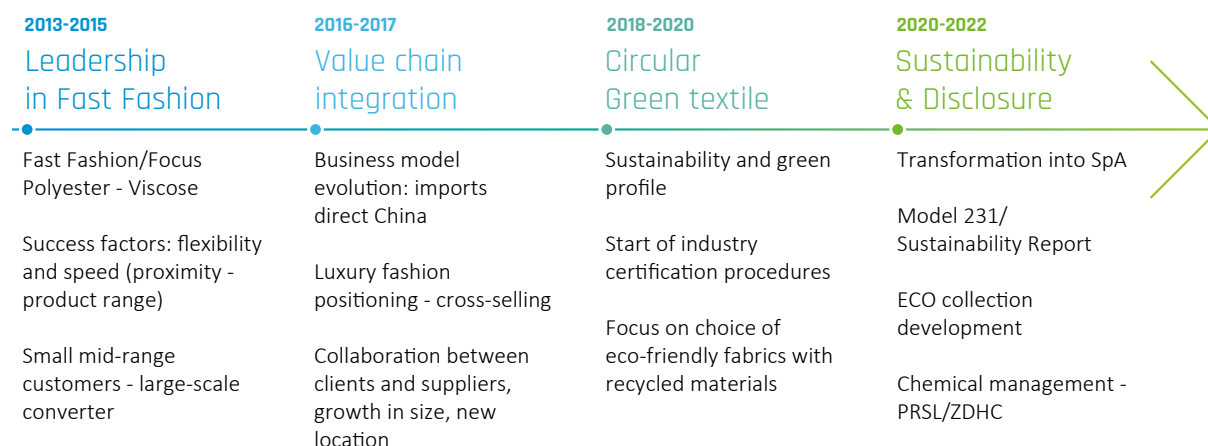 2013-2015
Leadership
in Fast Fashion
Fast Fashion/Focus
Polyester - Viscose
Success factors: flexibility
and speed (proximity -
product range)
Small mid-range
customers - large-scale
converter
2016-2017
Value chain
integration
Business model
evolution: imports
direct China
Luxury fashion
positioning - cross-selling
Collaboration between
clients and suppliers,
growth in size, new
location
2018-2020
Circular
Green textile
Sustainability and green
profile
Start of industry
certification procedures
Focus on choice of
eco-friendly fabrics with
recycled materials
2020-2022
Sustainability
& Disclosure
Transformation into SpA
Model 231/
Sustainability Report
ECO collection
development
Chemical management -
PRSL/ZDHC